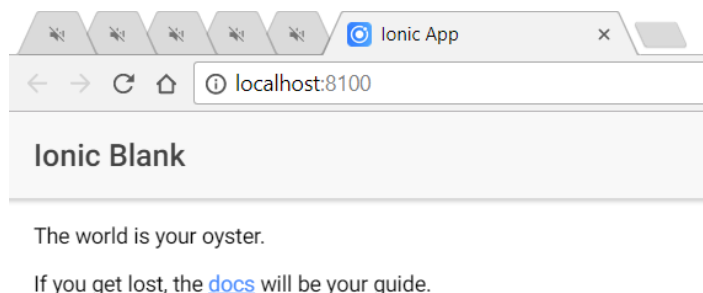 Ionic App
localhost:8100
Ionic Blank
The world is your oyster.
If you get lost, the docs will be your guide.